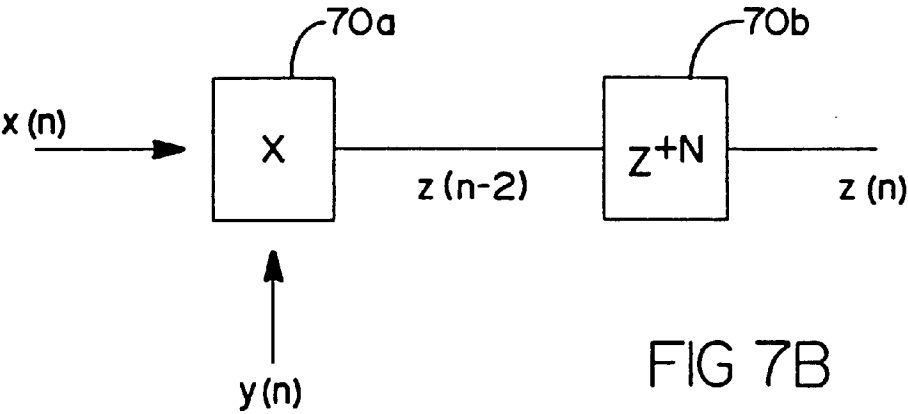 70a
70b
x (n)
X
z (n-2)
Z+N
z (n)
y (n)
FIG 7B